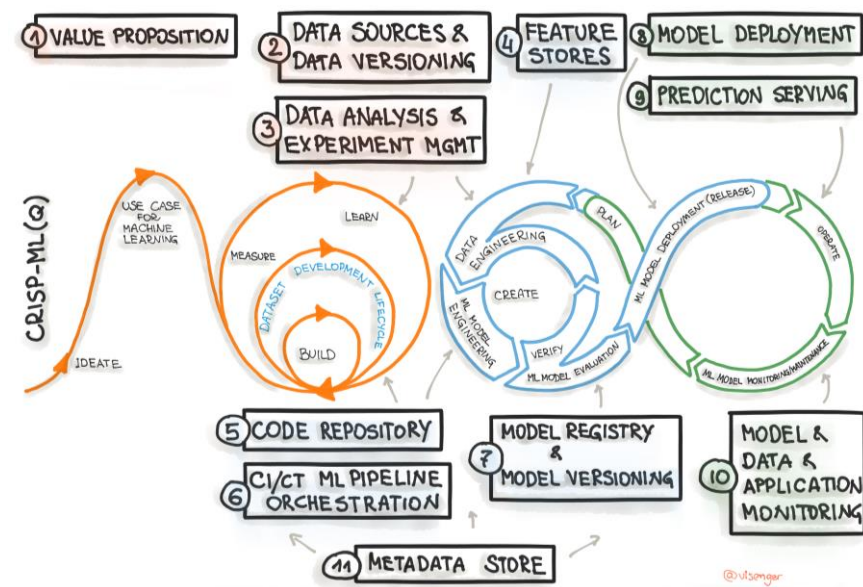 1 VALUE PROPOSITION
2 DATA SOURCES &
DATA VERSIONING
3 DATA ANALYSIS &
EXPERIMENT MGMT
4 FEATURE
STORES
8 MODEL DEPLOYMENT
9 PREDICTION SERVING
CRISP-ML(Q)
IDEATE
USE CASE
FOR
MACHINE
LEARNING
MEASURE
LEARN
DATASET DEVELOPMENT LIFECYCLE
BUILD
DATA ENGINEERING
CREATE
ML MODEL ENGINEERING
VERIFY
ML MODEL EVALUATION
PLAN
ML MODEL DEPLOYMENT (RELEASE)
OPERATE
ML MODEL MONITORING/MAINTENANCE
5 CODE REPOSITORY
6 CI/CT ML PIPELINE
ORCHESTRATION
7 MODEL REGISTRY
&
MODEL VERSIONING
10 MODEL &
DATA &
APPLICATION
MONITORING
11 METADATA STORE
@visenger